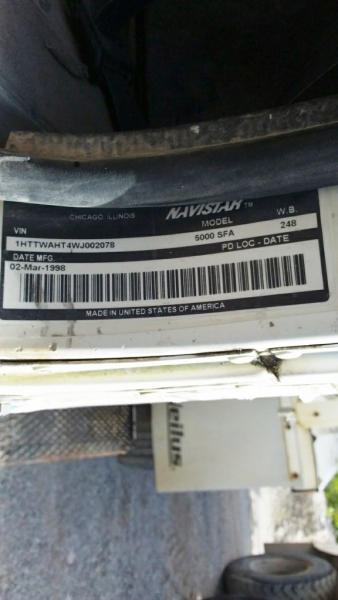 CHICAGO ILLINOIS NAVISTAR™
VIN MODEL W.B.
1HTTWAHT4WJ002078 5000 SFA 248
DATE MFG. PD LOC - DATE
02-Mar-1998
MADE IN UNITED STATES OF AMERICA
eilus